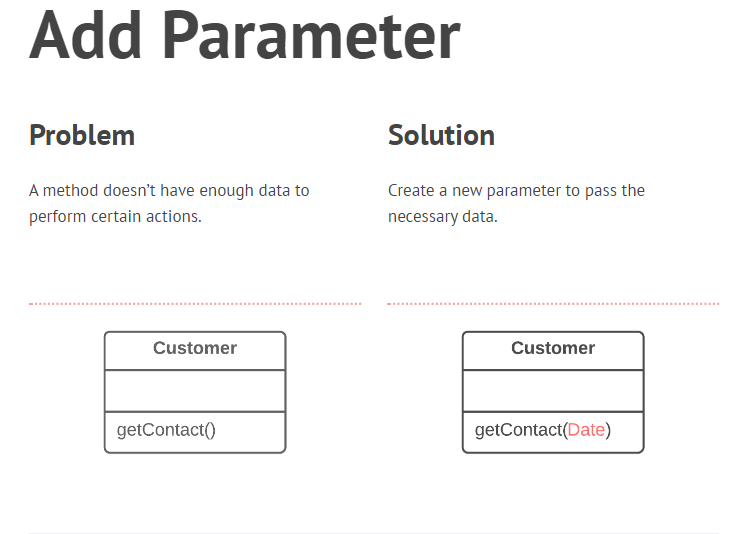 Add Parameter
Problem
A method doesn’t have enough data to
perform certain actions.
Solution
Create a new parameter to pass the
necessary data.
Customer
getContact()
Customer
getContact(Date)